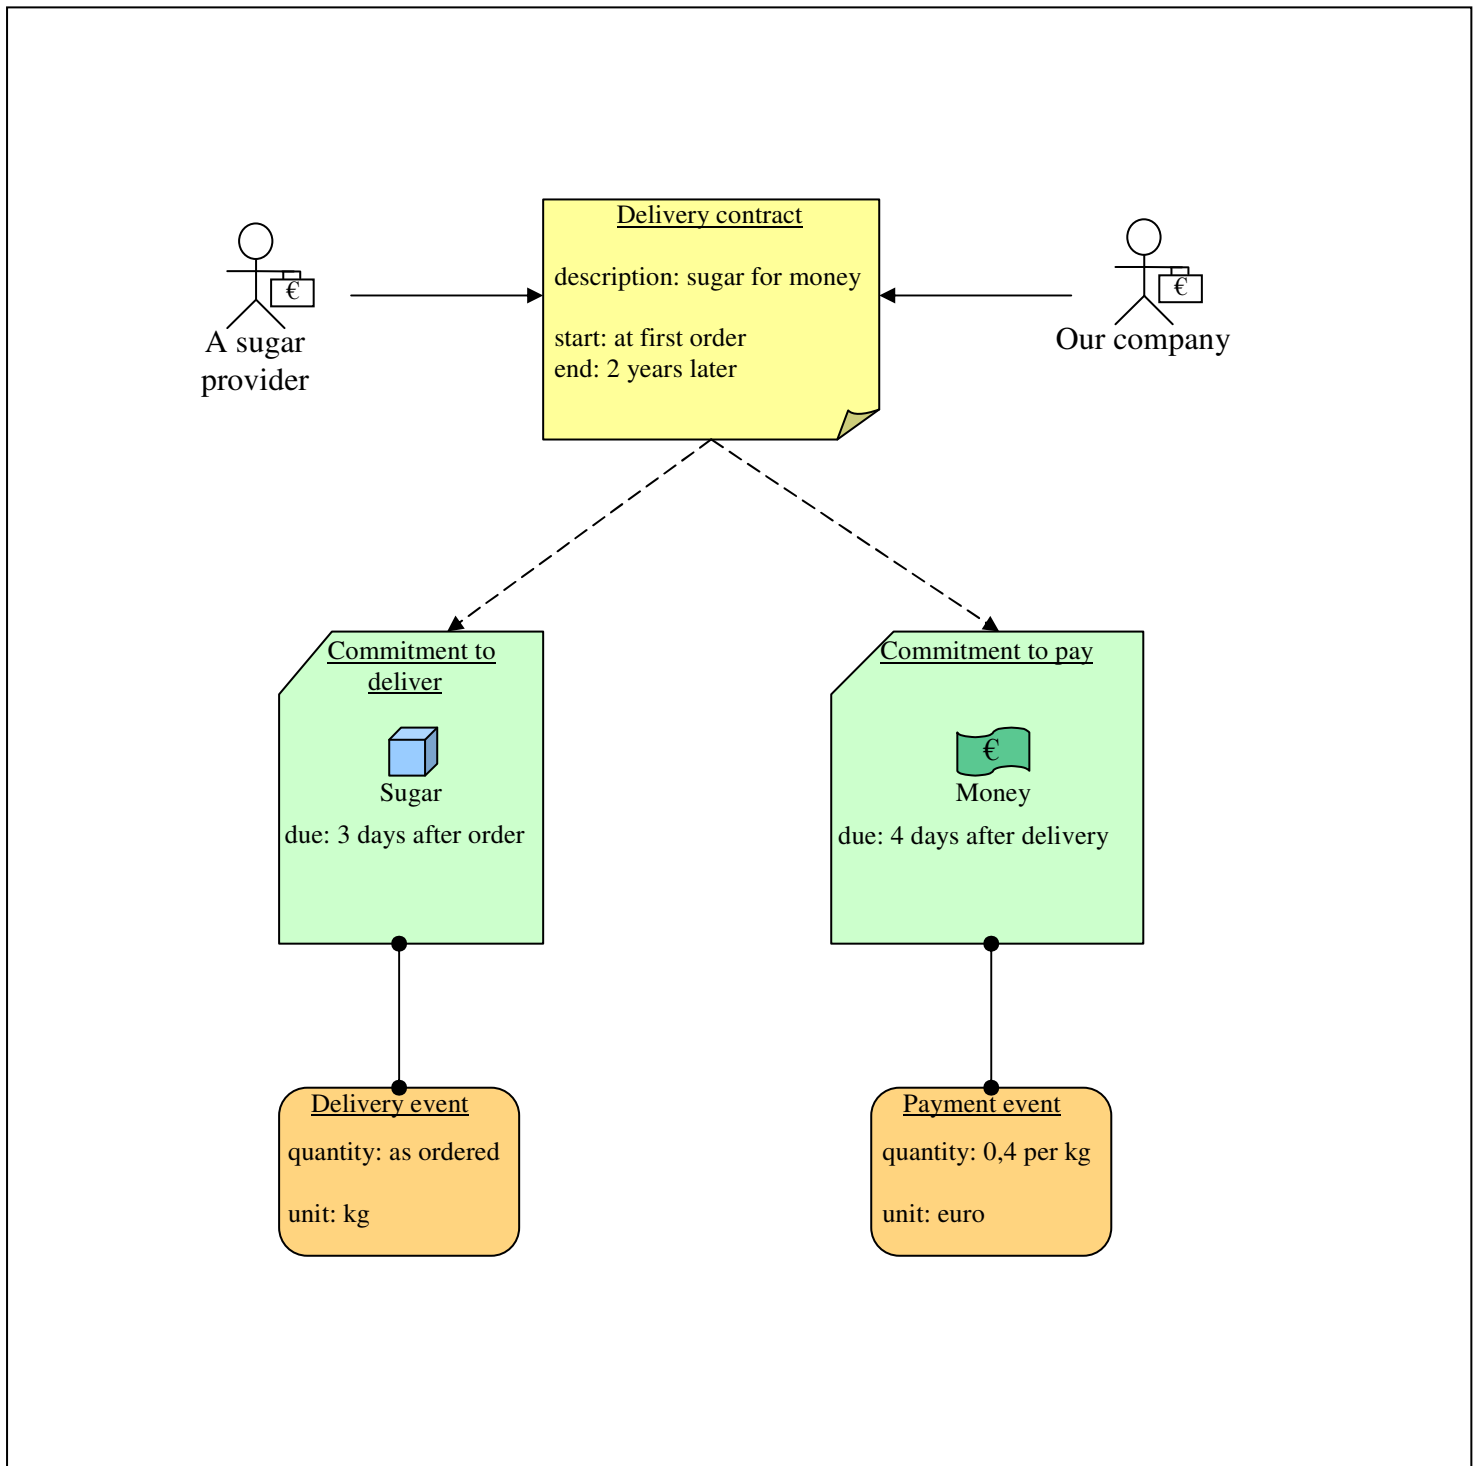 Delivery contract
description: sugar for money
start: at first order
end: 2 years later
€
A sugar
provider
€
Our company
Commitment to
deliver
Sugar
due: 3 days after order
Commitment to pay
€
Money
due: 4 days after delivery
Delivery event
quantity: as ordered
unit: kg
Payment event
quantity: 0,4 per kg
unit: euro